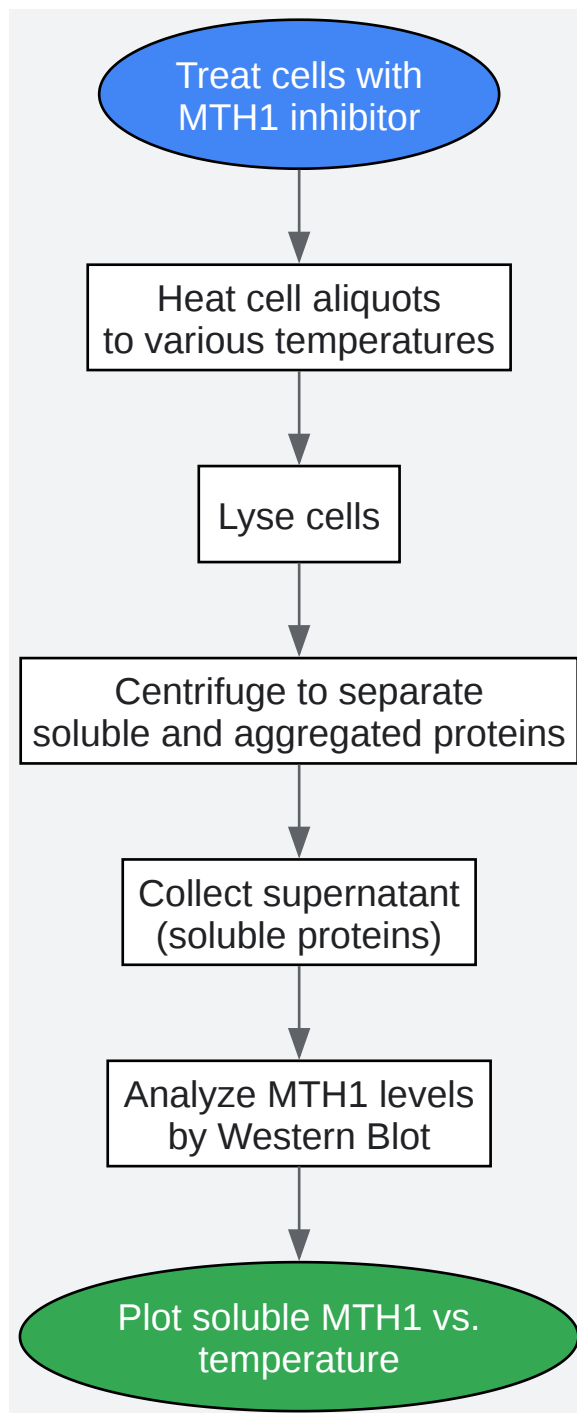 Treat cells with
MTH1 inhibitor
Heat cell aliquots
to various temperatures
Lyse cells
Centrifuge to separate
soluble and aggregated proteins
Collect supernatant
(soluble proteins)
Analyze MTH1 levels
by Western Blot
Plot soluble MTH1 vs.
temperature